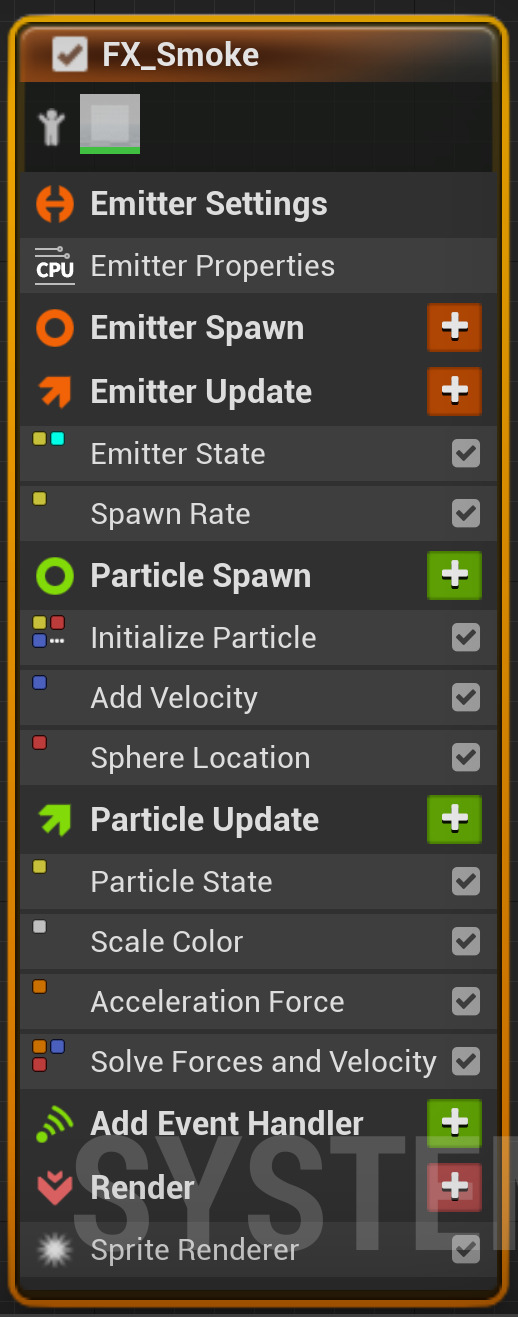 FX_Smoke
Emitter Settings
CPU Emitter Properties
Emitter Spawn
Emitter Update
Emitter State
Spawn Rate
Particle Spawn
Initialize Particle
Add Velocity
Sphere Location
Particle Update
Particle State
Scale Color
Acceleration Force
Solve Forces and Velocity
Add Event Handler
Render
Sprite Renderer